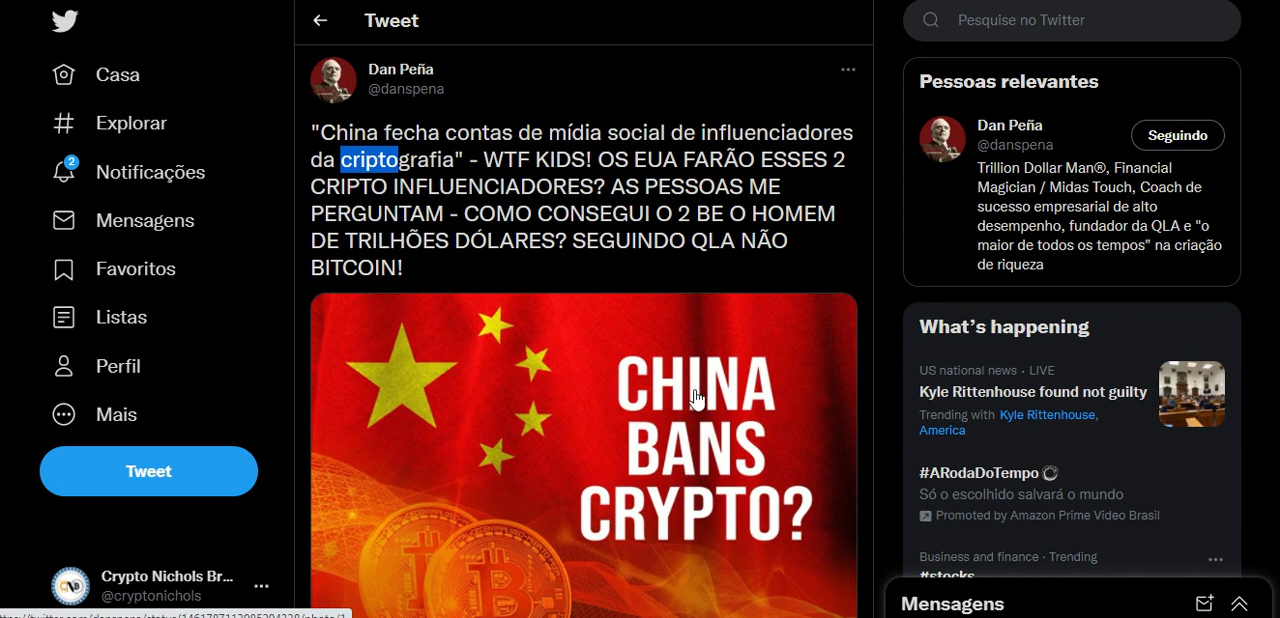 Casa
Explorar
2
Notificações
Mensagens
Favoritos
Listas
Perfil
Mais
Tweet
Crypto Nichols Br...
@cryptonichols
Tweet
Dan Peña
@danspena
"China fecha contas de mídia social de influenciadores
da criptografia" - WTF KIDS! OS EUA FARÃO ESSES 2
CRIPTO INFLUENCIADORES? AS PESSOAS ME
PERGUNTAM - COMO CONSEGUI O 2 BE O HOMEM
DE TRILHÕES DÓLARES? SEGUINDO QLA NÃO
BITCOIN!
CHINA
BANS
CRYPTO?
Pesquise no Twitter
Pessoas relevantes
Dan Peña
@danspena
Seguindo
Trillion Dollar Man®, Financial
Magician / Midas Touch, Coach de
sucesso empresarial de alto
desempenho, fundador da QLA e "o
maior de todos os tempos" na criação
de riqueza
What's happening
US national news · LIVE
Kyle Rittenhouse found not guilty
Trending with Kyle Rittenhouse,
America
#ARodaDoTempo
Só o escolhido salvará o mundo
Promoted by Amazon Prime Video Brasil
Business and finance · Trending
#stocks
Mensagens